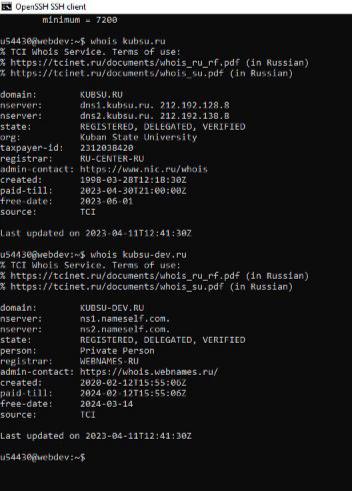 OpenSSH SSH client
minimum = 7200
u54430@webdev:~$ whois kubsu.ru
% TCI Whois Service. Terms of use:
% https://tcinet.ru/documents/whois_ru_rf.pdf (in Russian)
% https://tcinet.ru/documents/whois_su.pdf (in Russian)
domain: KUBSU.RU
nserver: dns1.kubsu.ru. 212.192.128.8
nserver: dns2.kubsu.ru. 212.192.138.8
state: REGISTERED, DELEGATED, VERIFIED
org: Kuban State University
taxpayer-id: 2312038420
registrar: RU-CENTER-RU
admin-contact: https://www.nic.ru/whois
created: 1998-03-28T12:18:30Z
paid-till: 2023-04-30T21:00:00Z
free-date: 2023-06-01
source: TCI
Last updated on 2023-04-11T12:41:30Z
u54430@webdev:~$ whois kubsu-dev.ru
% TCI Whois Service. Terms of use:
% https://tcinet.ru/documents/whois_ru_rf.pdf (in Russian)
% https://tcinet.ru/documents/whois_su.pdf (in Russian)
domain: KUBSU-DEV.RU
nserver: ns1.nameself.com.
nserver: ns2.nameself.com.
state: REGISTERED, DELEGATED, VERIFIED
person: Private Person
registrar: WEBNAMES-RU
admin-contact: https://whois.webnames.ru/
created: 2020-02-12T15:55:06Z
paid-till: 2024-02-12T15:55:06Z
free-date: 2024-03-14
source: TCI
Last updated on 2023-04-11T12:41:30Z
u54430@webdev:~$